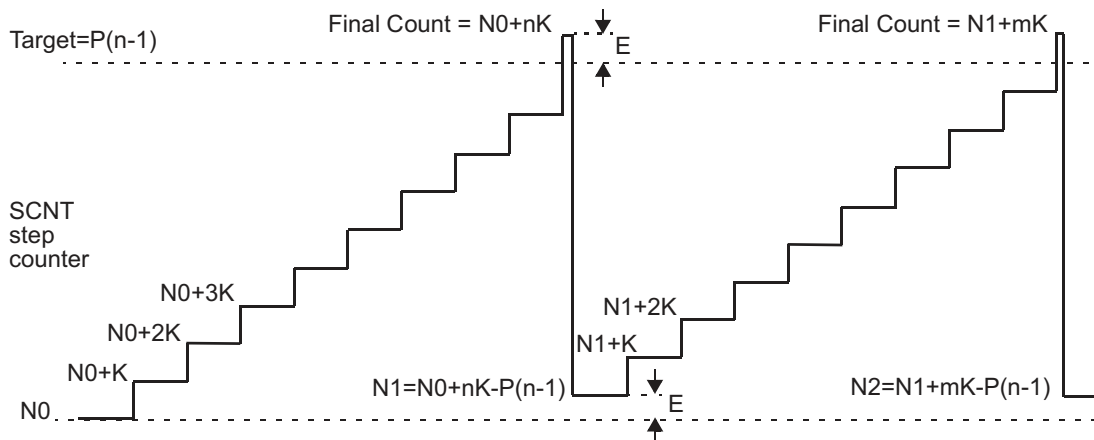 Final Count = N0+nK
Final Count = N1+mK
Target=P(n-1)
E
SCNT
step
counter
N0+3K
N0+2K
N1+2K
N0+K
N1+K
N1=N0+nK-P(n-1)
N2=N1+mK-P(n-1)
N0
E